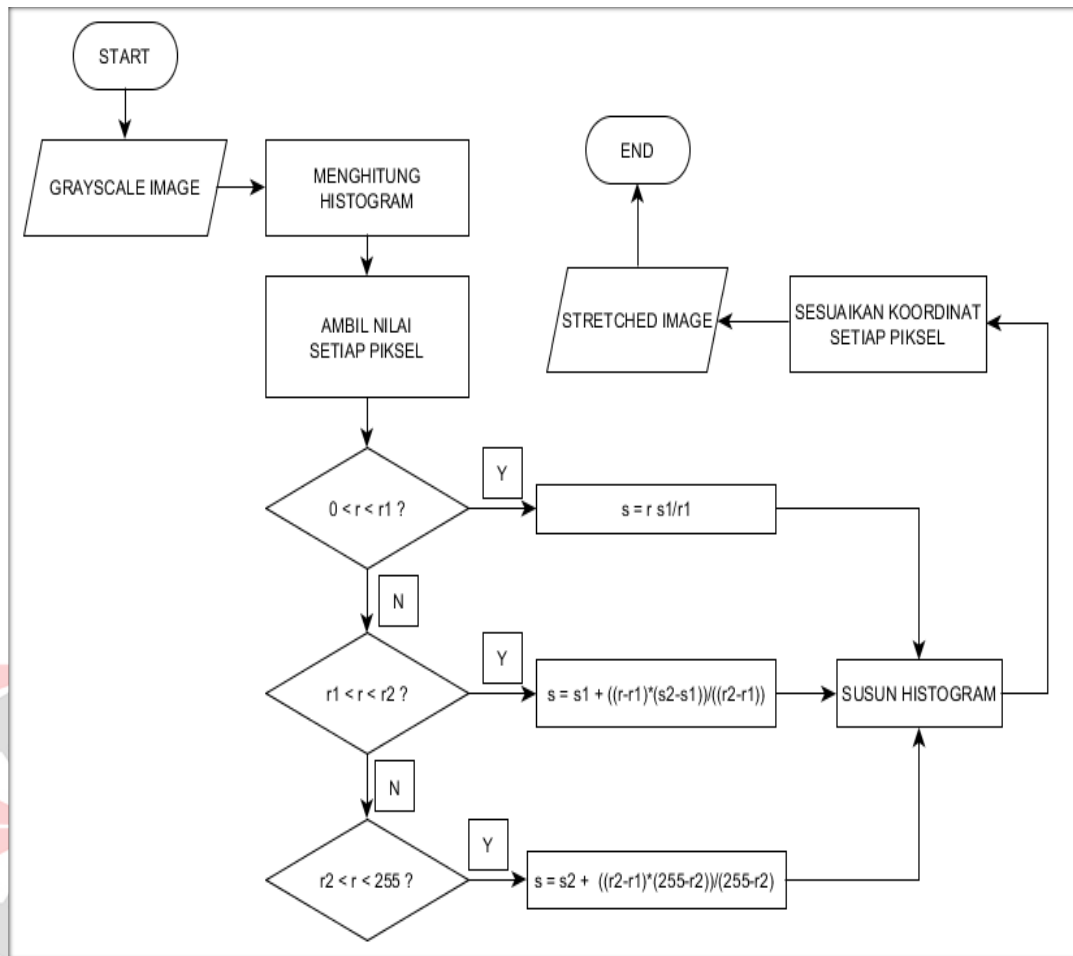 START
GRAYSCALE IMAGE
MENGHITUNG
HISTOGRAM
AMBIL NILAI
SETIAP PIKSEL
0 < r < r1 ?
Y
s = r s1/r1
N
r1 < r < r2 ?
Y
s = s1 + ((r-r1)*(s2-s1))/((r2-r1))
N
r2 < r < 255 ?
Y
s = s2 + ((r2-r1)*(255-r2))/(255-r2)
SUSUN HISTOGRAM
SESUAIKAN KOORDINAT
SETIAP PIKSEL
STRETCHED IMAGE
END